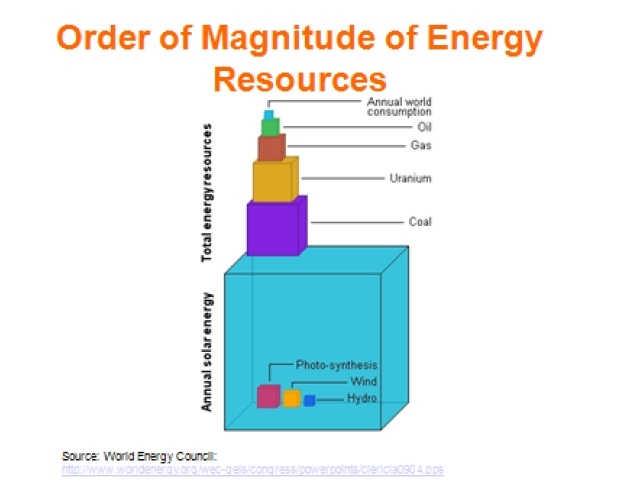 Order of Magnitude of Energy
Resources
Annual world
consumption
Oil
Gas
Uranium
Coal
Total energy resources
Annual solar energy
Photo-synthesis
Wind
Hydro
Source: World Energy Council:
http://www.worldenergy.org/wec-geis/congress/powerpoints/clericia0904.pps